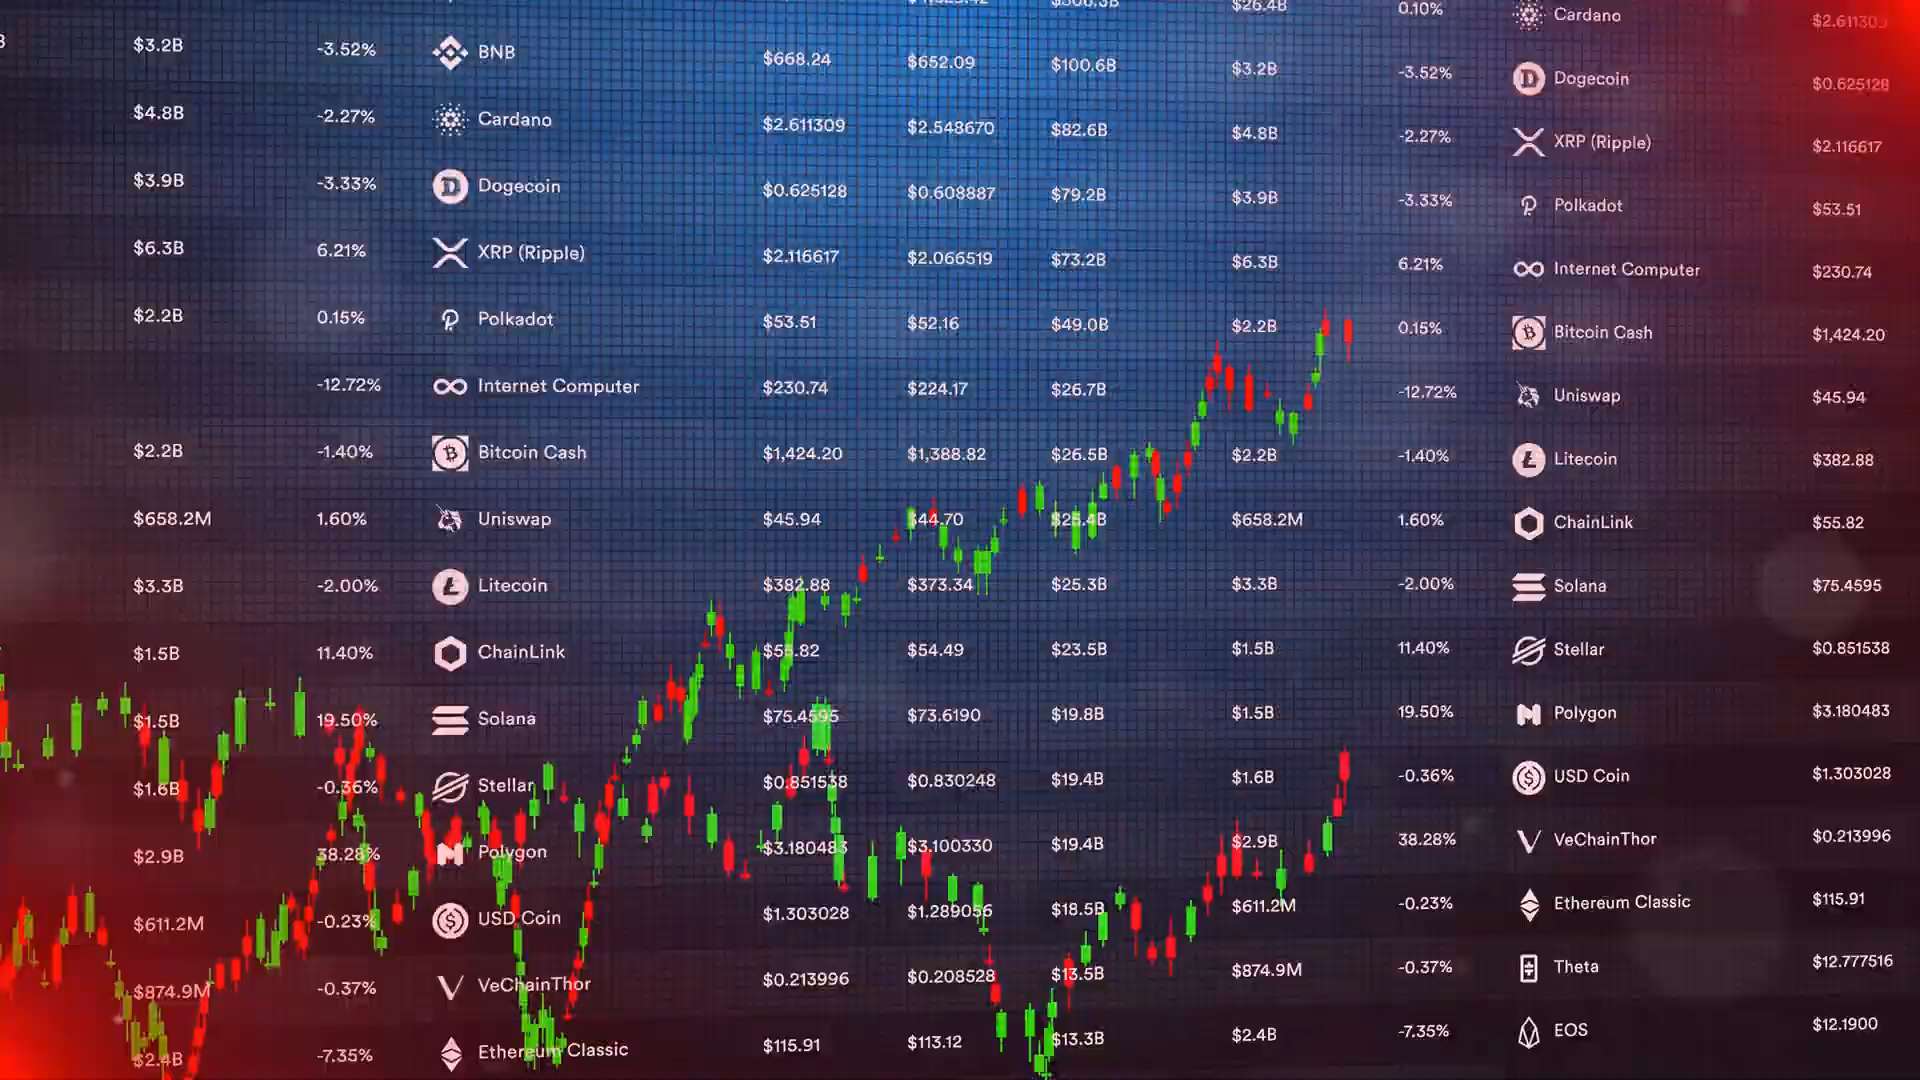 $3.2B -3.52% BNB $668.24 $652.09 $100.6B $3.2B -3.52% Cardano $2.611309
$4.8B -2.27% Cardano $2.611309 $2.548670 $82.6B $4.8B -2.27% Dogecoin $0.625128
$3.9B -3.33% Dogecoin $0.625128 $0.608887 $79.2B $3.9B -3.33% XRP (Ripple) $2.116617
$6.3B 6.21% XRP (Ripple) $2.116617 $2.066519 $73.2B $6.3B 6.21% Polkadot $53.51
$2.2B 0.15% Polkadot $53.51 $52.16 $49.0B $2.2B 0.15% Internet Computer $230.74
-12.72% Internet Computer $230.74 $224.17 $26.7B -12.72% Bitcoin Cash $1,424.20
$2.2B -1.40% Bitcoin Cash $1,424.20 $1,388.82 $26.5B $2.2B -1.40% Uniswap $45.94
$658.2M 1.60% Uniswap $45.94 $44.70 $25.4B $658.2M 1.60% Litecoin $382.88
$3.3B -2.00% Litecoin $382.88 $373.34 $25.3B $3.3B -2.00% ChainLink $55.82
$1.5B 11.40% ChainLink $55.82 $54.49 $23.5B $1.5B 11.40% Solana $75.4595
$1.5B 19.50% Solana $75.4595 $73.6190 $19.8B $1.5B 19.50% Stellar $0.851538
$1.6B -0.36% Stellar $0.851538 $0.830248 $19.4B $1.6B -0.36% Polygon $3.180483
$2.9B 38.28% Polygon $3.180483 $3.100330 $19.4B $2.9B 38.28% USD Coin $1.303028
$611.2M -0.23% USD Coin $1.303028 $1.289056 $18.5B $611.2M -0.23% VeChainThor $0.213996
$874.9M -0.37% VeChainThor $0.213996 $0.208528 $13.5B $874.9M -0.37% Ethereum Classic $115.91
$2.4B -7.35% Ethereum Classic $115.91 $113.12 $13.3B $2.4B -7.35% Theta $12.777516
EOS $12.1900
$26.4B 0.10%